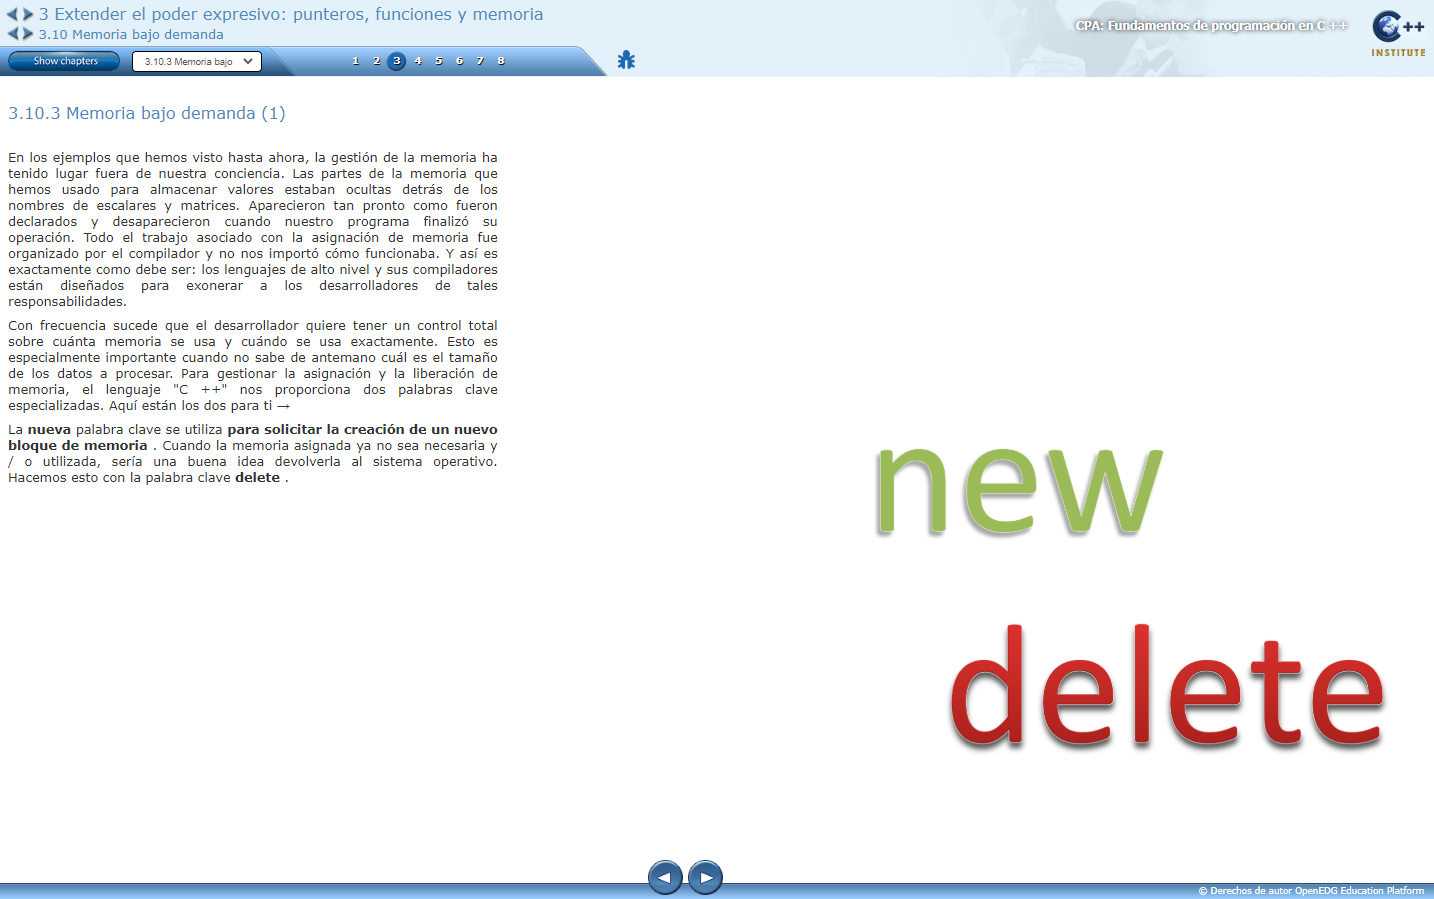 3 Extender el poder expresivo: punteros, funciones y memoria
3.10 Memoria bajo demanda
CPA: Fundamentos de programación en C ++
C++
INSTITUTE
Show chapters
3.10.3 Memoria bajo
1 2 3 4 5 6 7 8
3.10.3 Memoria bajo demanda (1)
En los ejemplos que hemos visto hasta ahora, la gestión de la memoria ha
tenido lugar fuera de nuestra conciencia. Las partes de la memoria que
hemos usado para almacenar valores estaban ocultas detrás de los
nombres de escalares y matrices. Aparecieron tan pronto como fueron
declarados y desaparecieron cuando nuestro programa finalizó su
operación. Todo el trabajo asociado con la asignación de memoria fue
organizado por el compilador y no nos importó cómo funcionaba. Y así es
exactamente como debe ser: los lenguajes de alto nivel y sus compiladores
están diseñados para exonerar a los desarrolladores de tales
responsabilidades.
Con frecuencia sucede que el desarrollador quiere tener un control total
sobre cuánta memoria se usa y cuándo se usa exactamente. Esto es
especialmente importante cuando no sabe de antemano cuál es el tamaño
de los datos a procesar. Para gestionar la asignación y la liberación de
memoria, el lenguaje "C ++" nos proporciona dos palabras clave
especializadas. Aquí están los dos para ti →
La nueva palabra clave se utiliza para solicitar la creación de un nuevo
bloque de memoria . Cuando la memoria asignada ya no sea necesaria y
/ o utilizada, sería una buena idea devolverla al sistema operativo.
Hacemos esto con la palabra clave delete .
new
delete
© Derechos de autor OpenEDG Education Platform